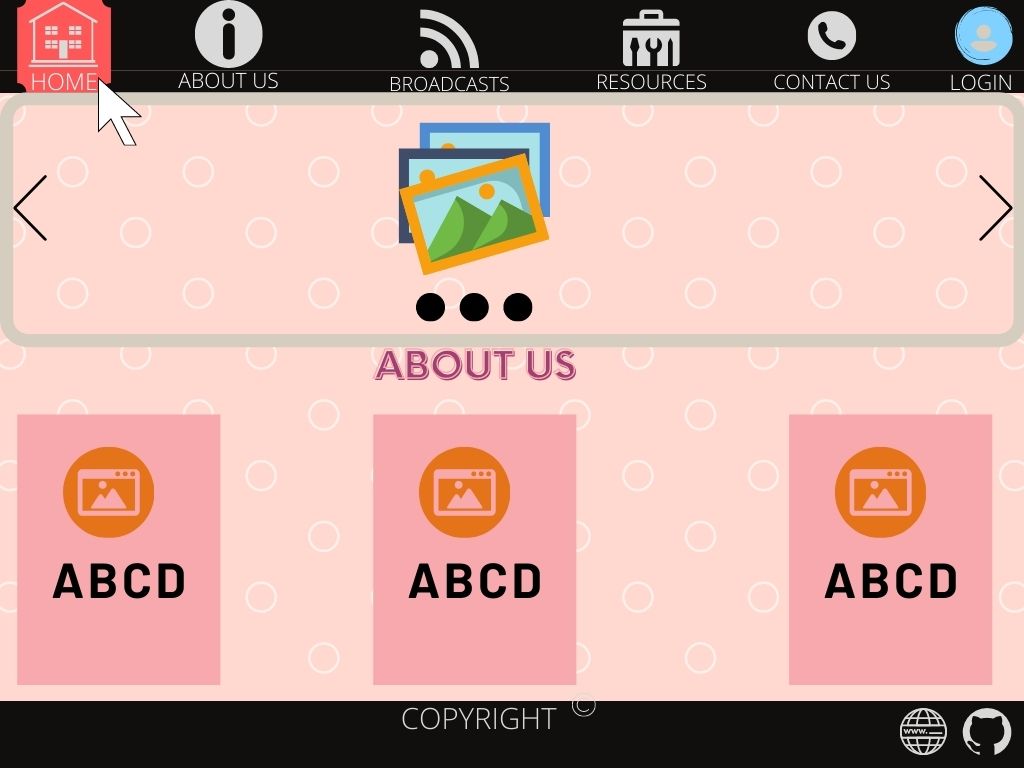 HOME
ABOUT US
BROADCASTS
RESOURCES
CONTACT US
LOGIN
ABOUT US
ABCD
ABCD
ABCD
COPYRIGHT ©
www.